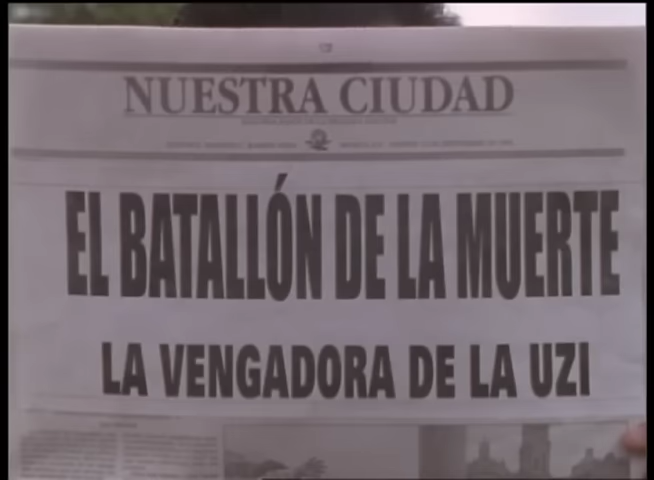 NUESTRA CIUDAD
EL BATALLÓN DE LA MUERTE
LA VENGADORA DE LA UZI